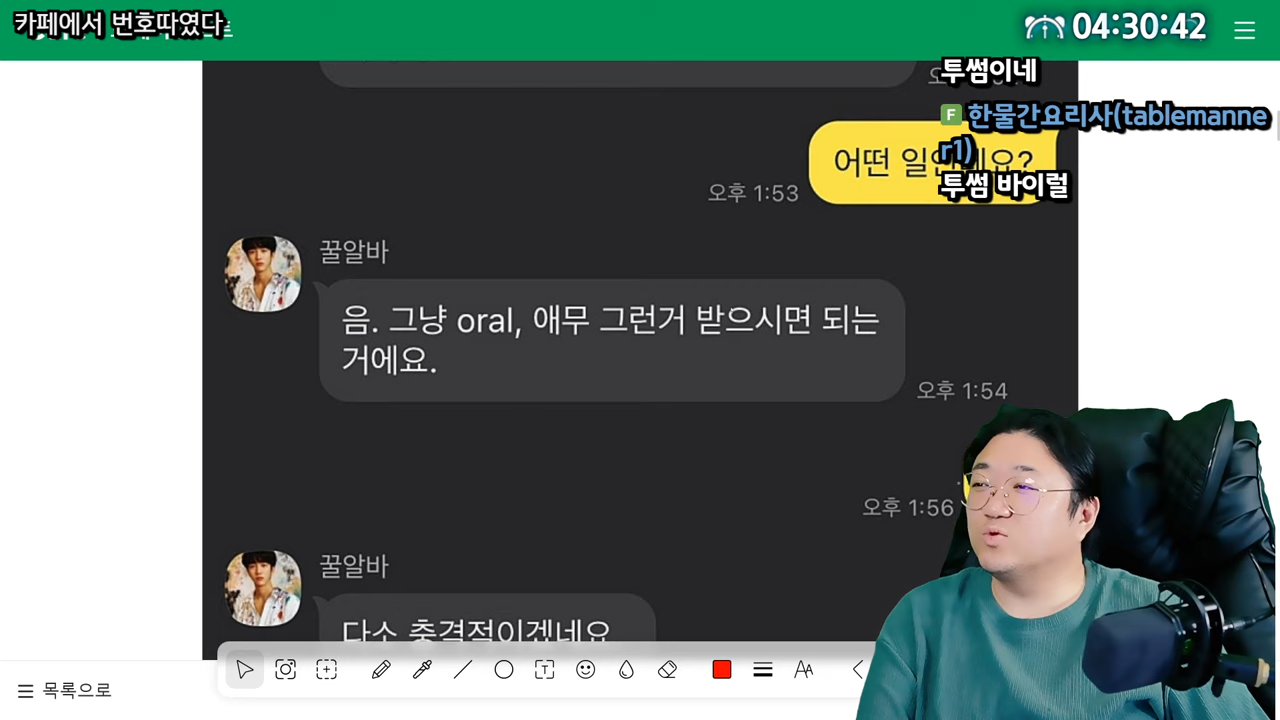 카페에서 번호따였다
04:30:42
투썸이네
F 한물간요리사(tablemanne
r1)
투썸 바이럴
어떤
오후 1:53
꿀알바
음. 그냥 oral, 애무 그런거 받으시면 되는
거에요.
오후 1:54
오후 1:56
꿀알바
다소 충격적이겠네요
목록으로